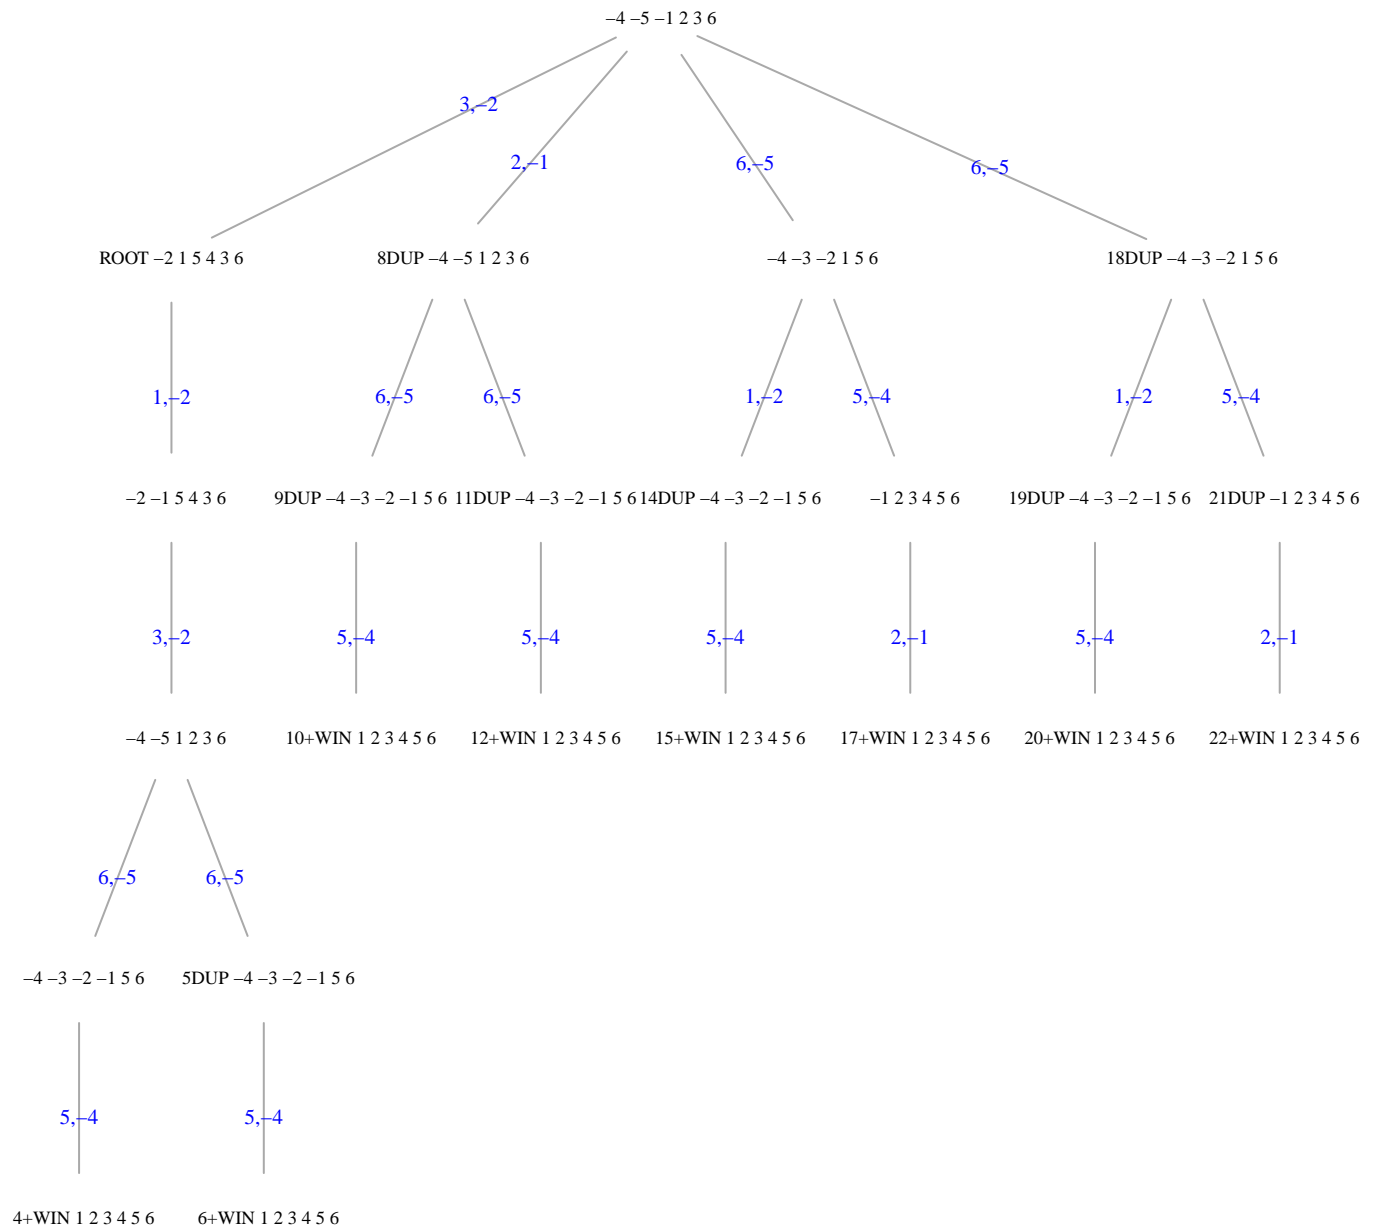 –4 –5 –1 2 3 6
3,–2
2,–1
6,–5
6,–5
ROOT –2 1 5 4 3 6
8DUP –4 –5 1 2 3 6
–4 –3 –2 1 5 6
18DUP –4 –3 –2 1 5 6
1,–2
6,–5
6,–5
1,–2
5,–4
1,–2
5,–4
–2 –1 5 4 3 6
9DUP –4 –3 –2 –1 5 6
11DUP –4 –3 –2 –1 5 6
14DUP –4 –3 –2 –1 5 6
–1 2 3 4 5 6
19DUP –4 –3 –2 –1 5 6
21DUP –1 2 3 4 5 6
3,–2
5,–4
5,–4
5,–4
2,–1
5,–4
2,–1
–4 –5 1 2 3 6
10+WIN 1 2 3 4 5 6
12+WIN 1 2 3 4 5 6
15+WIN 1 2 3 4 5 6
17+WIN 1 2 3 4 5 6
20+WIN 1 2 3 4 5 6
22+WIN 1 2 3 4 5 6
6,–5
6,–5
–4 –3 –2 –1 5 6
5DUP –4 –3 –2 –1 5 6
5,–4
5,–4
4+WIN 1 2 3 4 5 6
6+WIN 1 2 3 4 5 6